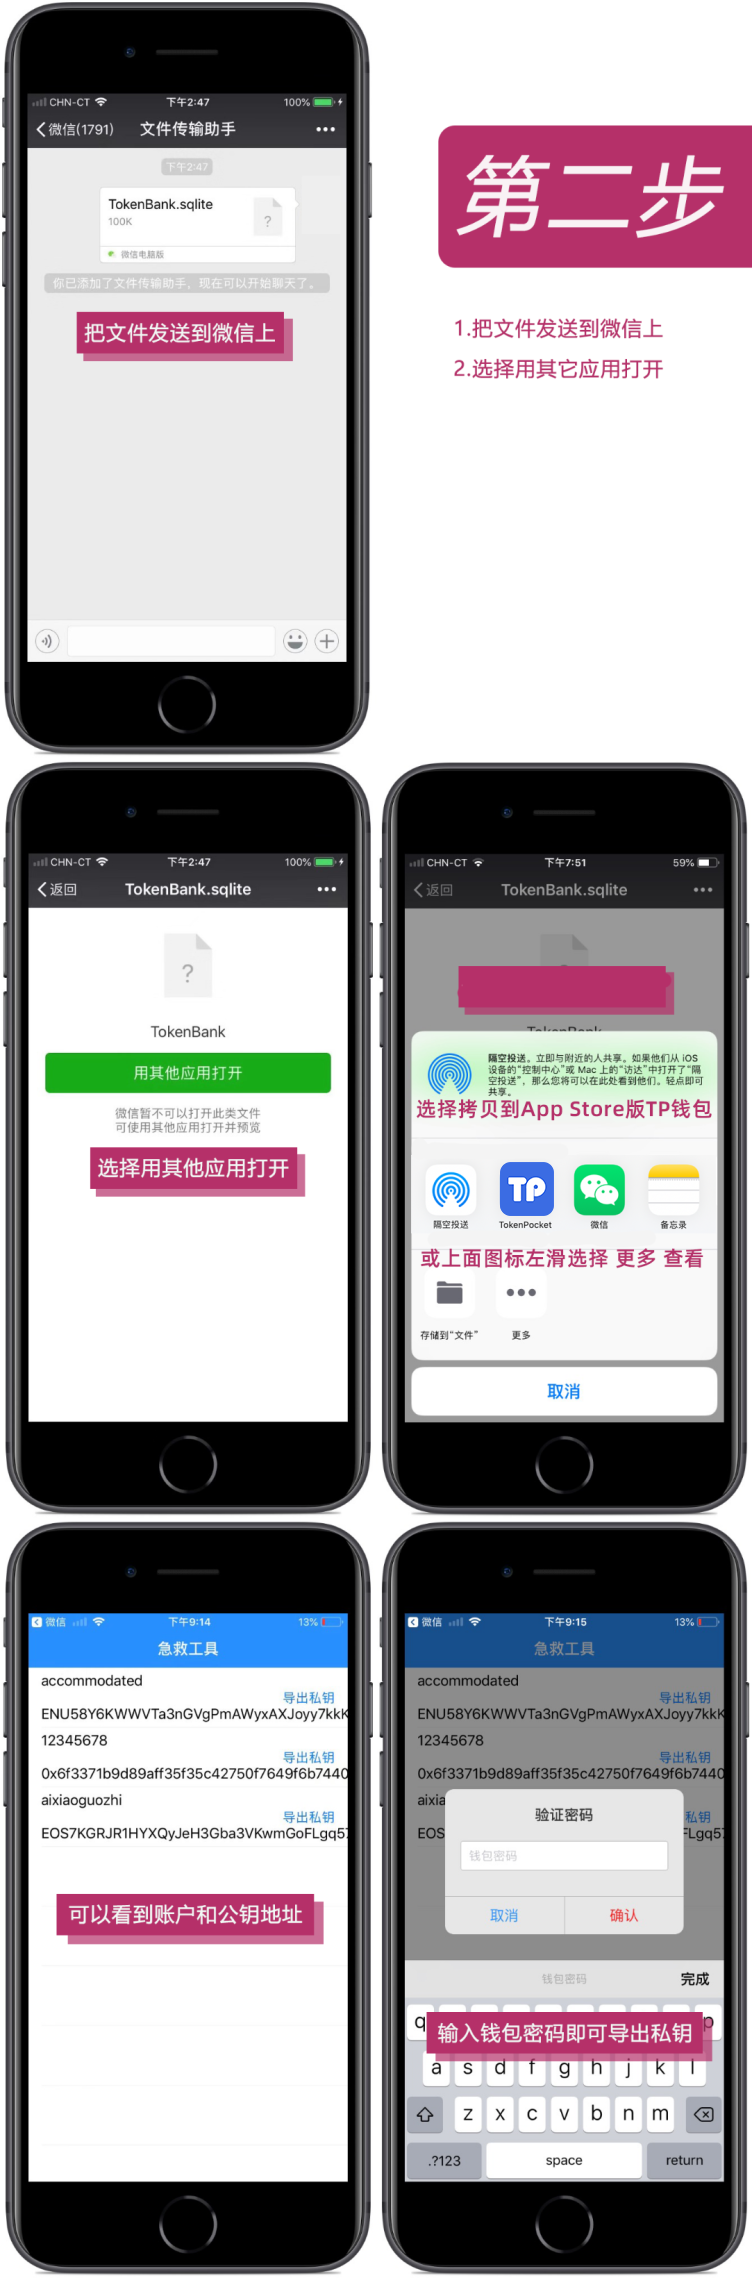 CHN-CT 下午2:47 100%
微信(1791) 文件传输助手
下午2:47
TokenBank.sqlite
100K
?
微信电脑版
你已添加了文件传输助手，现在可以开始聊天了。
把文件发送到微信上
第二步
1.把文件发送到微信上
2.选择用其它应用打开
CHN-CT 下午2:47 100%
返回 TokenBank.sqlite
?
TokenBank
用其他应用打开
微信暂不可以打开此类文件
可使用其他应用打开并预览
选择用其他应用打开
CHN-CT 下午7:51 59%
返回 TokenBank.sqlite
TokenBank
隔空投送。立即与附近的人共享。如果他们从 iOS
设备的“控制中心”或 Mac 上的“访达”中打开了“隔
空投送”，那么您将可以在此处看到他们。轻点即可
共享。
选择拷贝到App Store版TP钱包
TP
隔空投送 TokenPocket 微信 备忘录
或上面图标左滑选择 更多 查看
存储到“文件” 更多
取消
微信 下午9:14 13%
急救工具
accommodated
导出私钥
ENU58Y6KWWVTa3nGVgPmAWyxAXJoyy7kkK
12345678
导出私钥
0x6f3371b9d89aff35f35c42750f7649f6b7440
aixiaoguozhi
导出私钥
EOS7KGRJR1HYXQyJeH3Gba3VKwmGoFLgq57
可以看到账户和公钥地址
微信 下午9:15 13%
急救工具
accommodated
导出私钥
ENU58Y6KWWVTa3nGVgPmAWyxAXJoyy7kkK
12345678
导出私钥
0x6f3371b9d89aff35f35c42750f7649f6b7440
aixia
私钥
EOS
FLgq57
验证密码
钱包密码
取消 确认
钱包密码 完成
q p
输入钱包密码即可导出私钥
a s d f g h j k l
z x c v b n m
.?123 space return